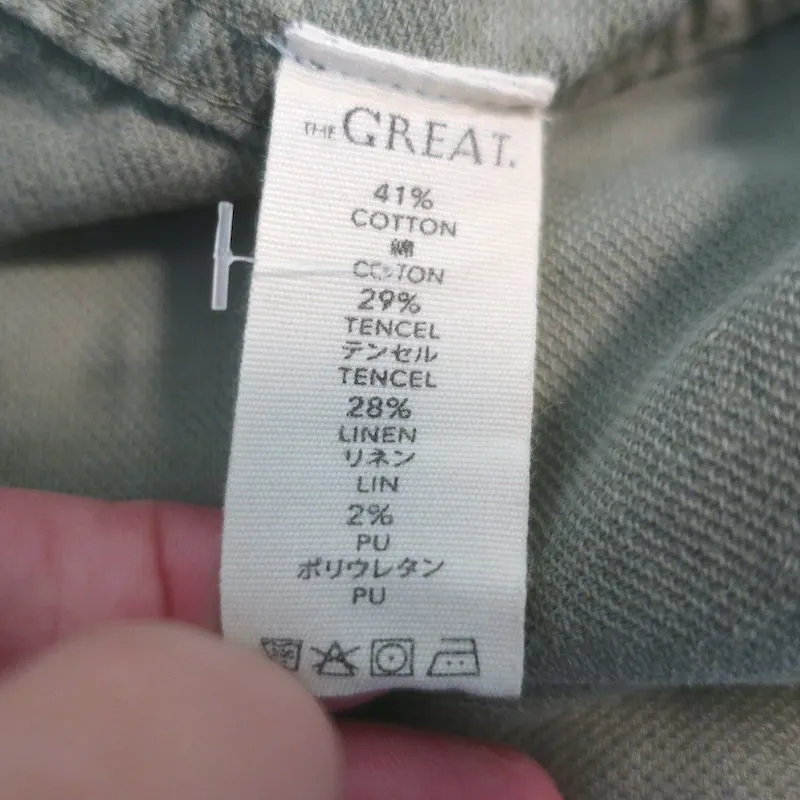 THE GREAT.
41%
COTTON
綿
COTON
29%
TENCEL
テンセル
TENCEL
28%
LINEN
リネン
LIN
2%
PU
ポリウレタン
PU